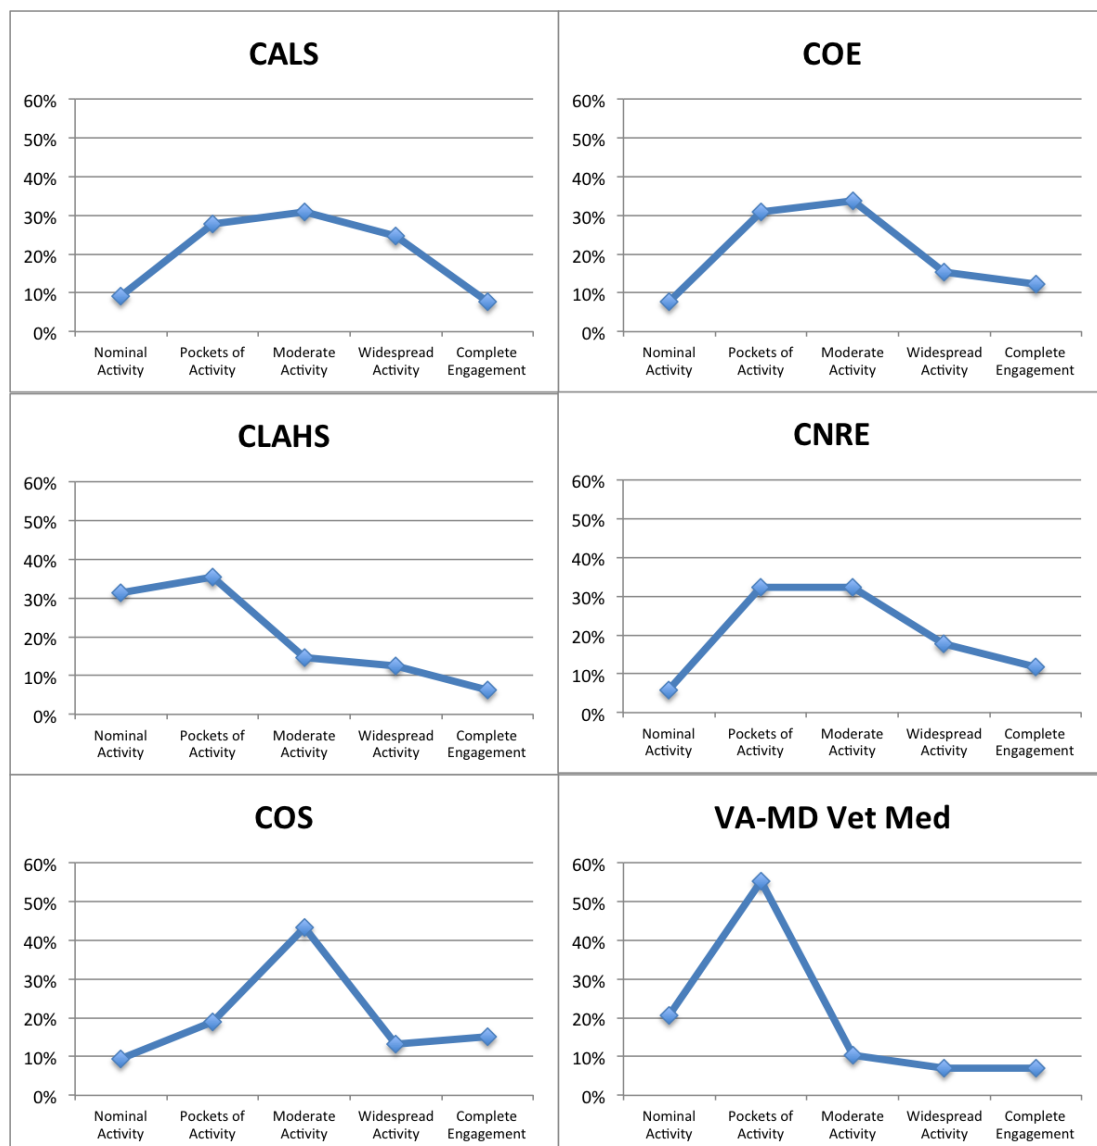 CALS
60%
50%
40%
30%
20%
10%
0%
Nominal Pockets of Moderate Widespread Complete
Activity Activity Activity Activity Engagement
COE
60%
50%
40%
30%
20%
10%
0%
Nominal Pockets of Moderate Widespread Complete
Activity Activity Activity Activity Engagement
CLAHS
60%
50%
40%
30%
20%
10%
0%
Nominal Pockets of Moderate Widespread Complete
Activity Activity Activity Activity Engagement
CNRE
60%
50%
40%
30%
20%
10%
0%
Nominal Pockets of Moderate Widespread Complete
Activity Activity Activity Activity Engagement
COS
60%
50%
40%
30%
20%
10%
0%
Nominal Pockets of Moderate Widespread Complete
Activity Activity Activity Activity Engagement
VA-MD Vet Med
60%
50%
40%
30%
20%
10%
0%
Nominal Pockets of Moderate Widespread Complete
Activity Activity Activity Activity Engagement